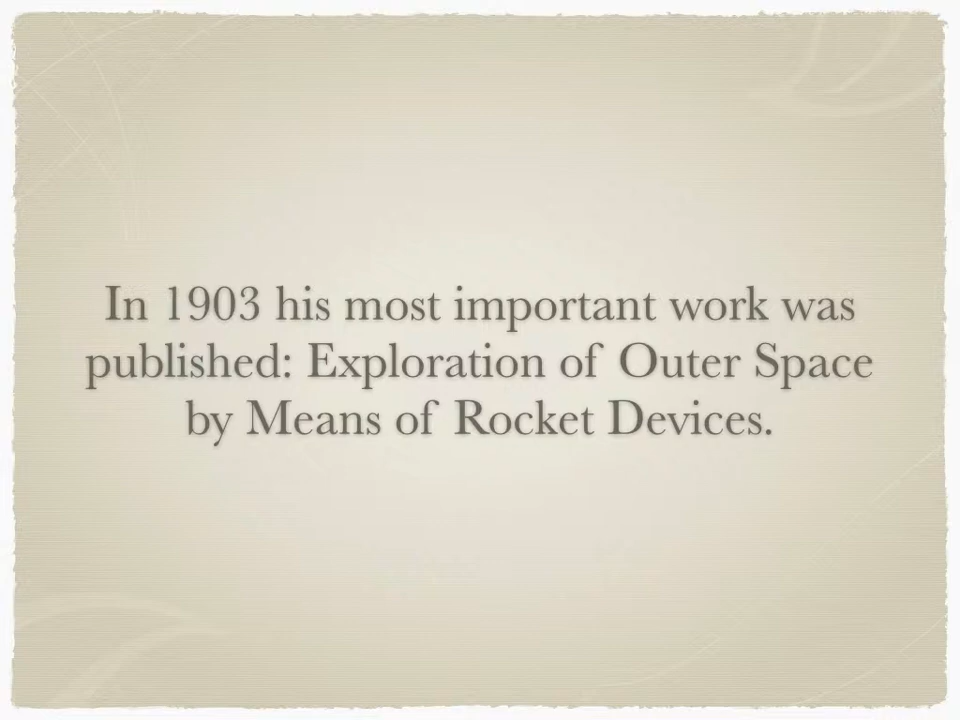 In 1903 his most important work was
published: Exploration of Outer Space
by Means of Rocket Devices.